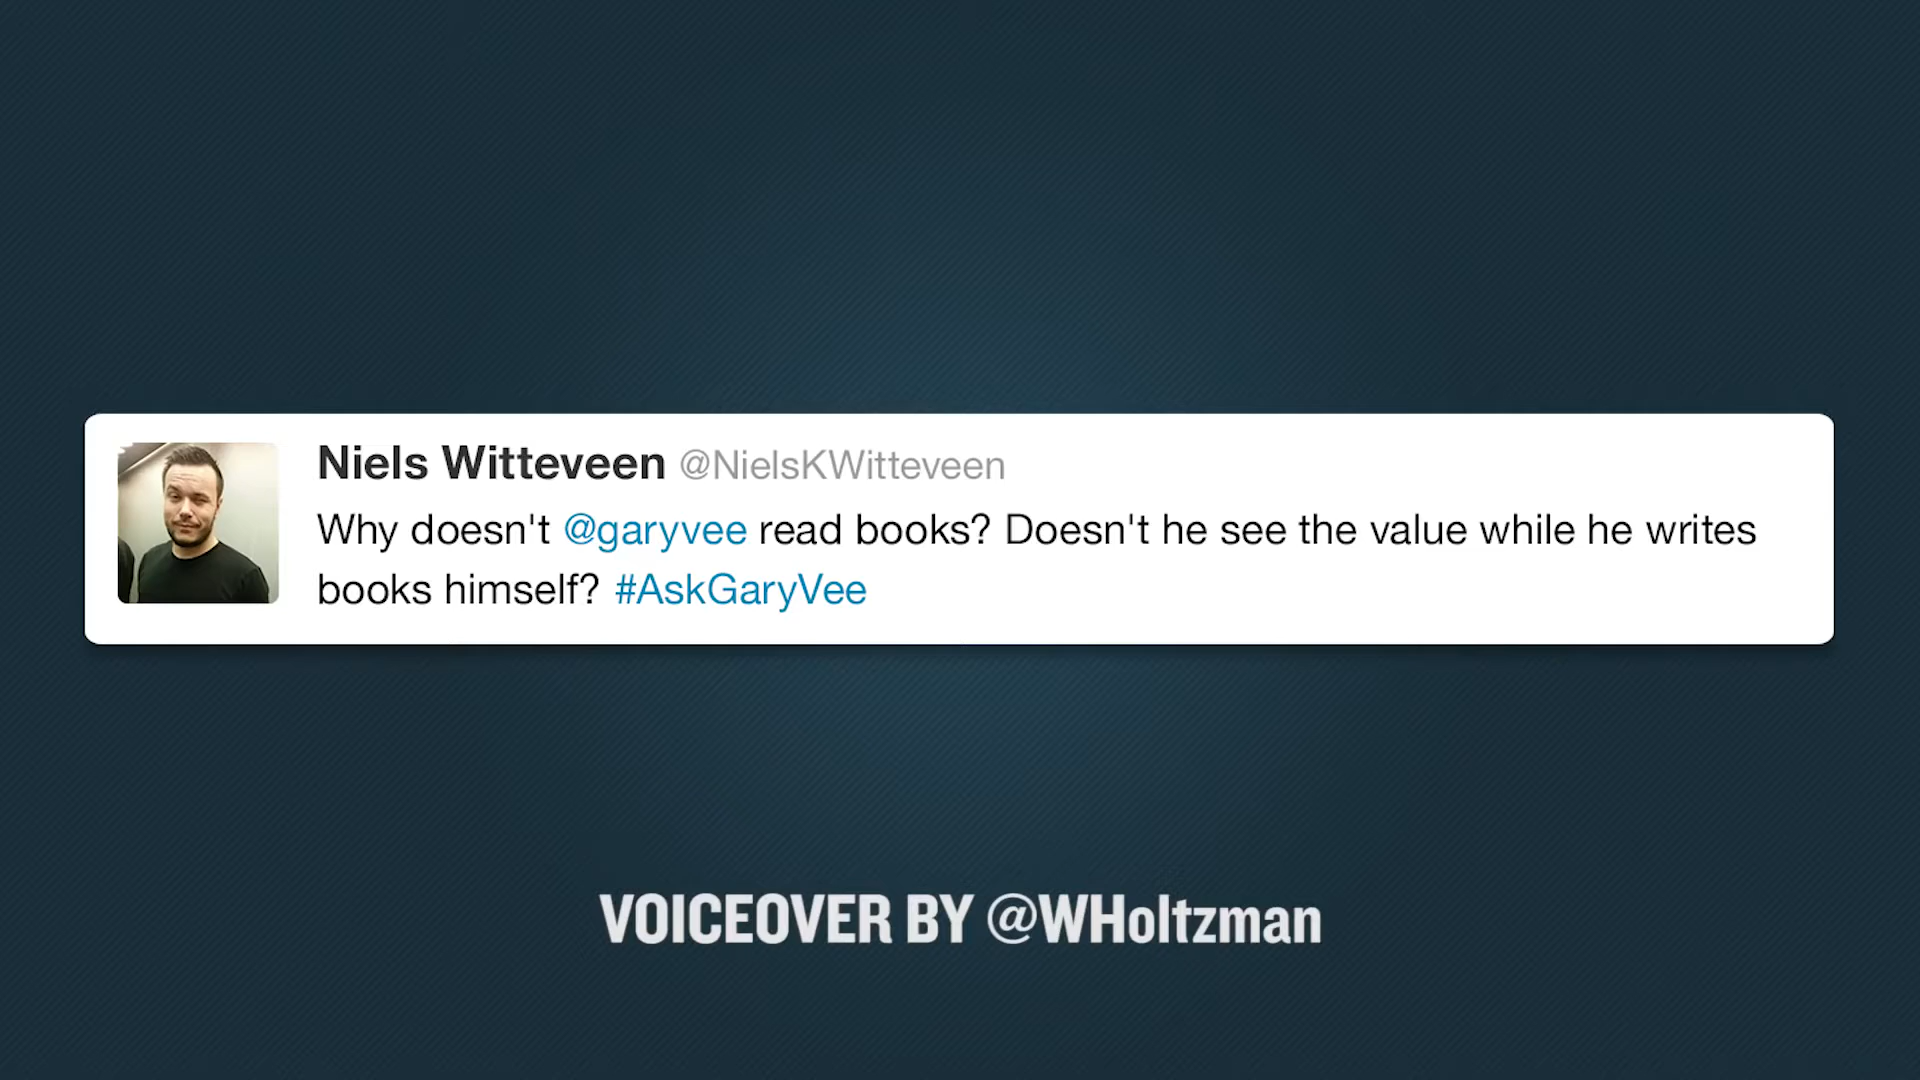 Niels Witteveen @NielsKWitteveen
Why doesn't @garyvee read books? Doesn't he see the value while he writes
books himself? #AskGaryVee
VOICEOVER BY @WHoltzman